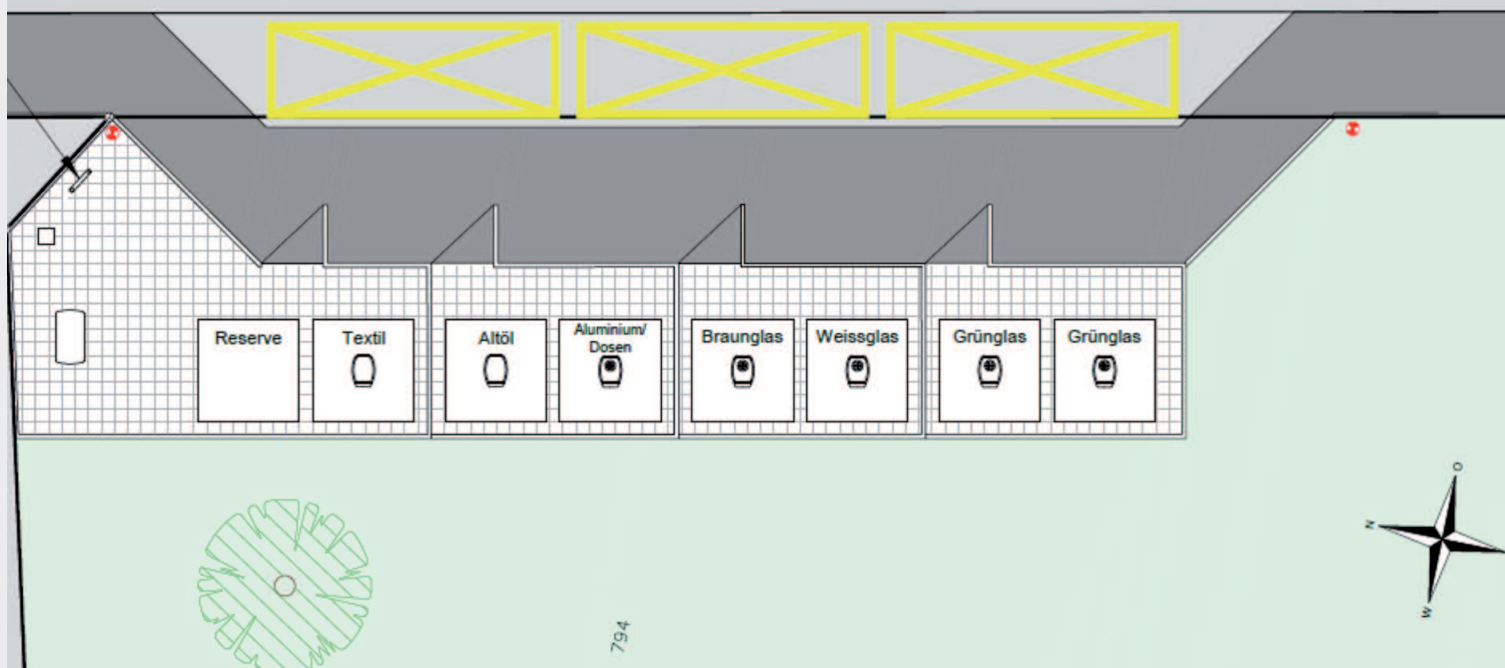 Reserve
Textil
Altöl
Aluminium/
Dosen
Braunglas
Weissglas
Grünglas
Grünglas
O
N
W
794